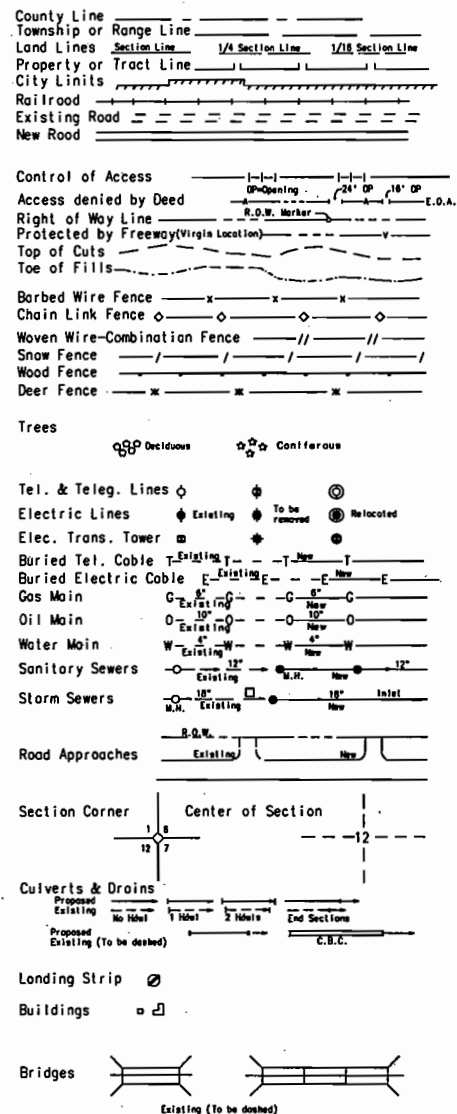 County Line
Township or Range Line
Land Lines Section Line 1/4 Section Line 1/16 Section Line
Property or Tract Line
City Linits
Railrood
Existing Road
New Rood
Control of Access
OP=Opening 24' OP 16' OP
Access denied by Deed A A E.O.A.
R.O.W. Marker
Right of Way Line
Protected by Freeway(Virgin Location) V
Top of Cuts
Toe of Fills
Barbed Wire Fence
Chain Link Fence
Woven Wire-Combination Fence
Snow Fence
Wood Fence
Deer Fence
Trees
Deciduous Coniferous
Tel. & Teleg. Lines
Electric Lines Existing To be removed Relocated
Elec. Trans. Tower
Buried Tel. Cable T Existing T T New T
Buried Electric Cable E Existing E E New E
Gas Main G 6" Existing G G 6" New G
Oil Main O 10" Existing O O 10" New O
Water Main W 4" Existing W W 4" New W
Sanitary Sewers 12" Existing M.H. New 12"
Storm Sewers M.H. 18" Existing 18" New Inlet
R.O.W.
Road Approaches Existing New
Section Corner 1 6 12 7 Center of Section 12
Culverts & Drains
Proposed
Existing No Hdwl 1 Hdwl 2 Hdwls End Sections
Proposed
Existing (To be dashed) C.B.C.
Londing Strip
Buildings
Bridges
Existing (To be dashed)